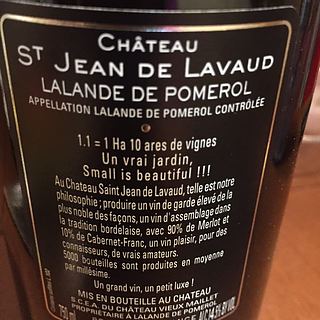 CHÂTEAU
ST JEAN DE LAVAUD
LALANDE DE POMEROL
APPELLATION LALANDE DE POMEROL CONTRÔLÉE
1.1 = 1 Ha 10 ares de vignes
Un vrai jardin,
Small is beautiful !!!
Au Chateau Saint Jean de Lavaud, telle est notre
philosophie; produire un vin de garde élevé de la
plus noble des façons, un vin d'assemblage dans
la tradition bordelaise, avec 90% de Merlot et
10% de Cabernet-Franc, un vin plaisir, pour des
connaisseurs, de vrais amateurs.
5000 bouteilles sont produites en moyenne
par millésime.
Un grand vin, un petit luxe !
MIS EN BOUTEILLE AU CHATEAU
S.C.E.A. DU CHÂTEAU VIEUX MAILLET
PROPRIÉTAIRE À LALANDE DE POMEROL